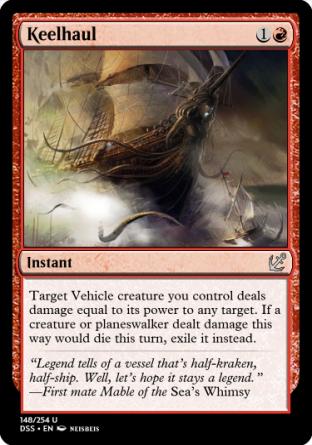 Keelhaul
1
Instant
Target Vehicle creature you control deals
damage equal to its power to any target. If a
creature or planeswalker dealt damage this
way would die this turn, exile it instead.
“Legend tells of a vessel that’s half-kraken,
half-ship. Well, let’s hope it stays a legend.”
—First mate Mable of the Sea’s Whimsy
148/254 U
DSS • EN NEISBEIS